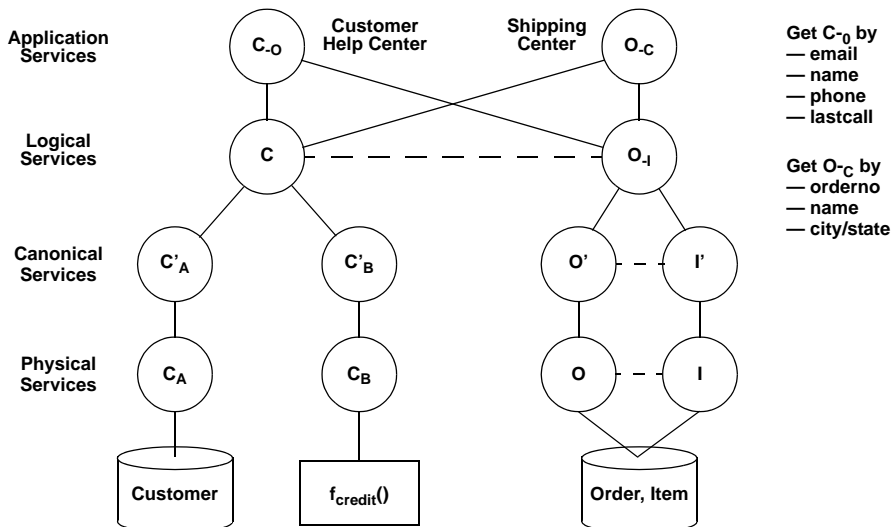 Application
Services
C-O
Customer
Help Center
Shipping
Center
O-C
Get C-0 by
— email
— name
— phone
— lastcall
Logical
Services
C
O-I
Get O-C by
— orderno
— name
— city/state
Canonical
Services
C'A
C'B
O'
I'
Physical
Services
CA
CB
O
I
Customer
fcredit()
Order, Item